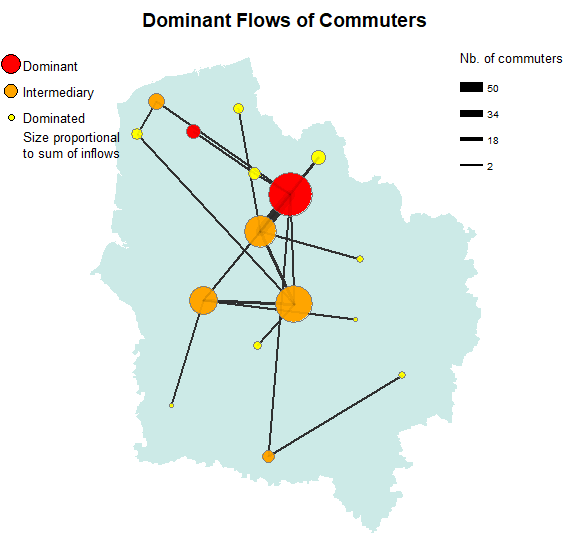 Dominant Flows of Commuters
Dominant
Intermediary
Dominated
Size proportional
to sum of inflows
Nb. of commuters
50
34
18
2